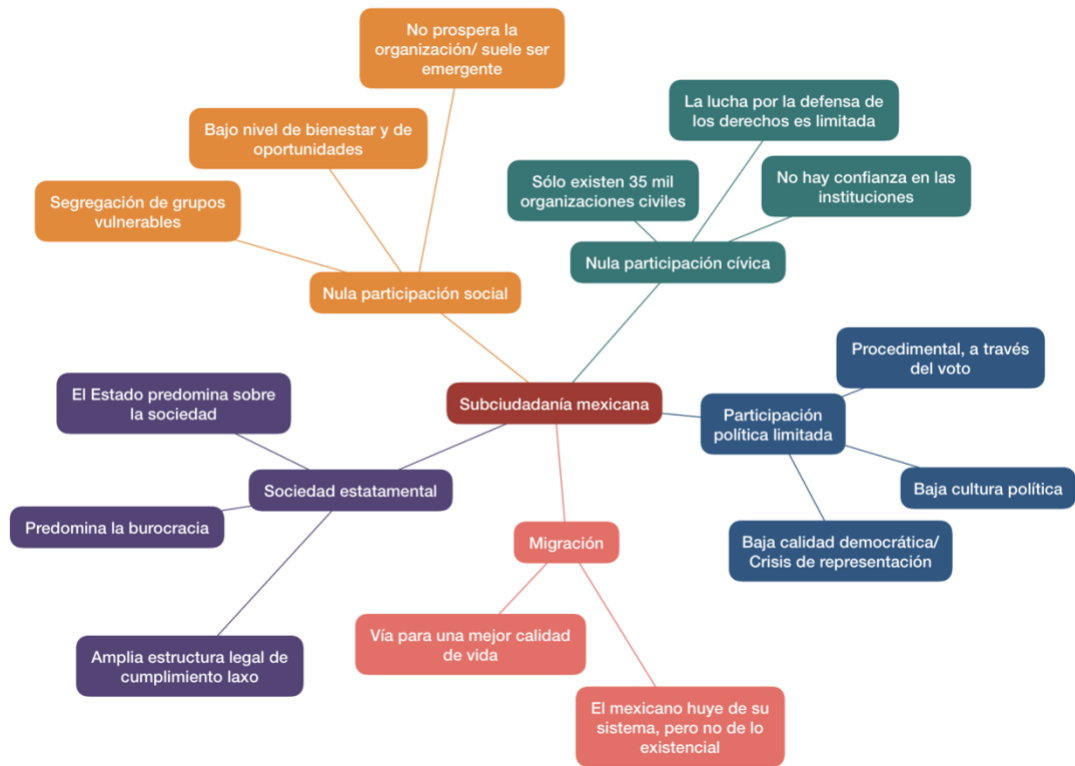 No prospera la
organización/ suele ser
emergente
Bajo nivel de bienestar y de
oportunidades
Segregación de grupos
vulnerables
Nula participación social
La lucha por la defensa de
los derechos es limitada
Sólo existen 35 mil
organizaciones civiles
No hay confianza en las
instituciones
Nula participación cívica
Subciudadanía mexicana
Procedimental, a través
del voto
Participación
política limitada
Baja cultura política
Baja calidad democrática/
Crisis de representación
El Estado predomina sobre
la sociedad
Sociedad estatamental
Predomina la burocracia
Amplia estructura legal de
cumplimiento laxo
Migración
Vía para una mejor calidad
de vida
El mexicano huye de su
sistema, pero no de lo
existencial